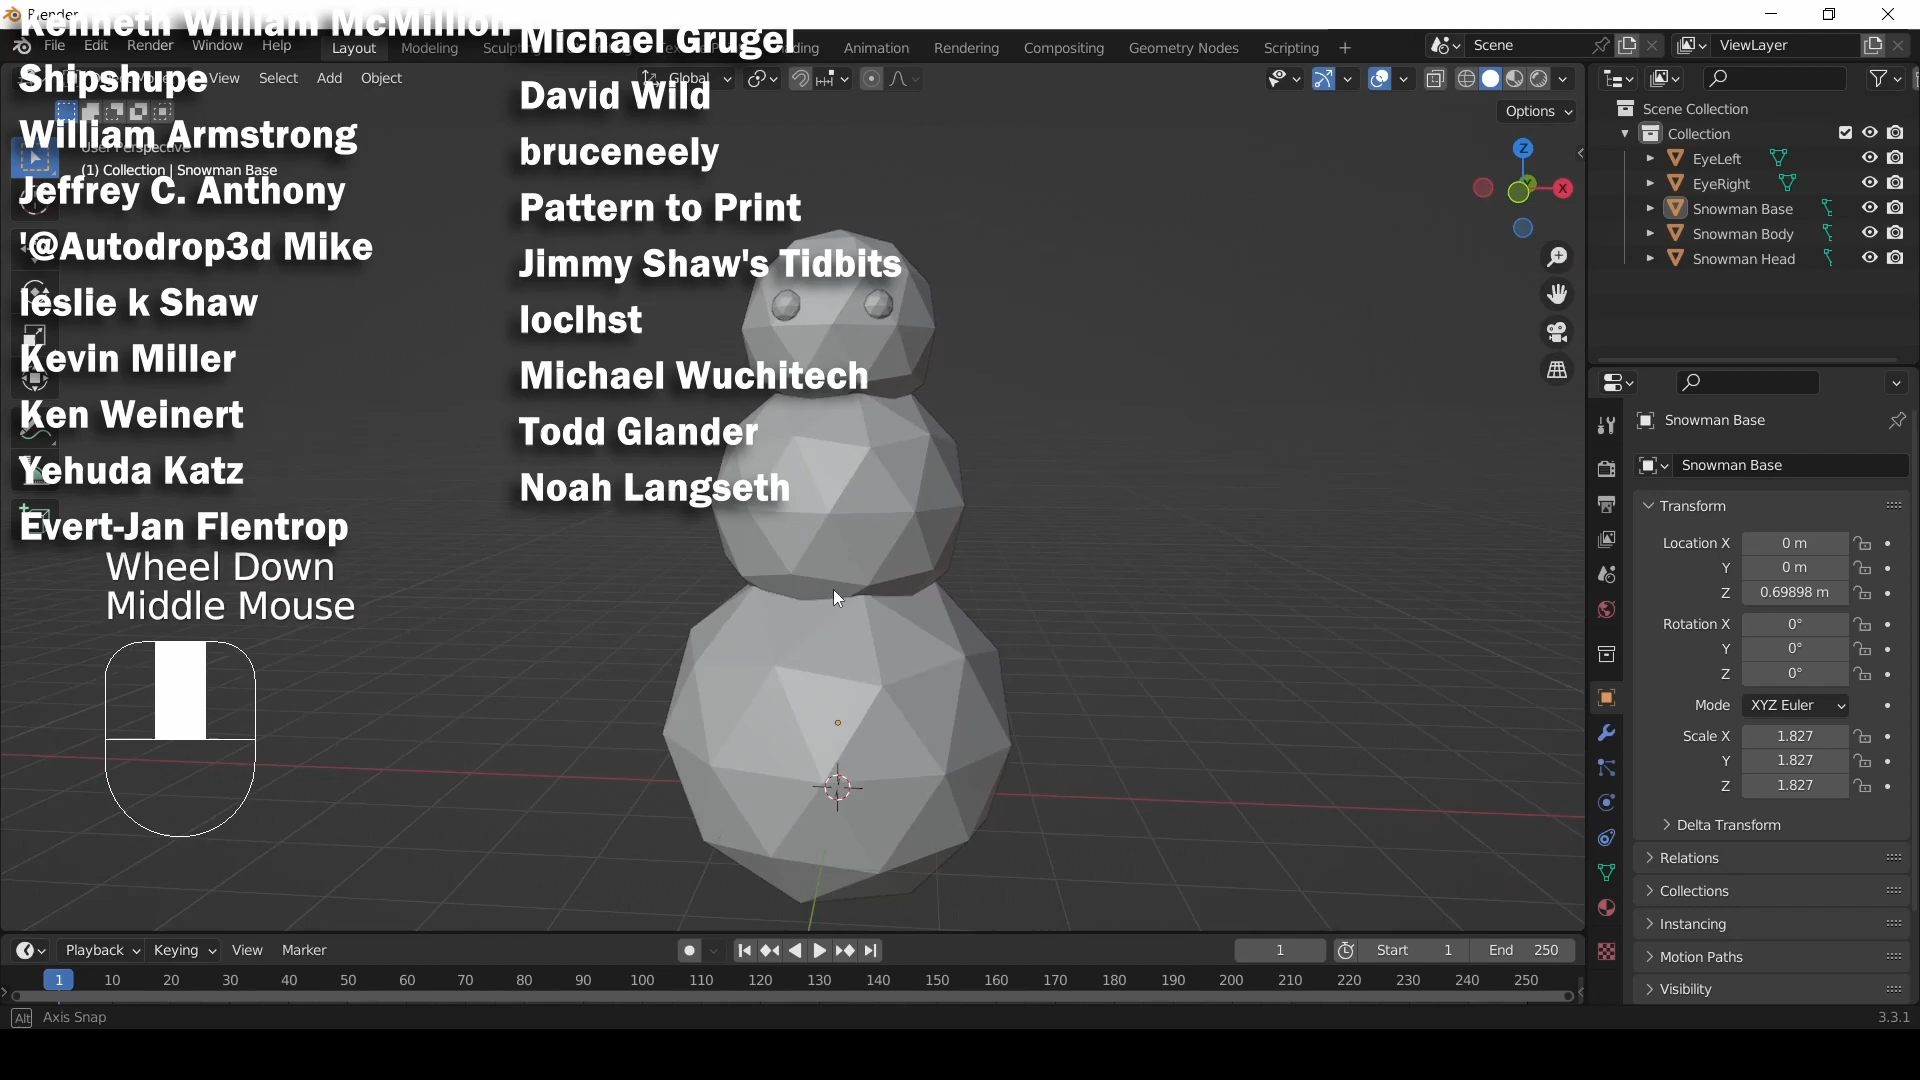 Blender
Kenneth William McMillion
File Edit Render Window Help Layout Modeling Animation Rendering Compositing Geometry Nodes Scripting + Scene ViewLayer
Michael Grugel
View Select Add Object Global
Shipshupe
David Wild
Options
Scene Collection
Collection
William Armstrong
User Perspective
(1) Collection | Snowman Base
bruceneely
EyeLeft
EyeRight
Snowman Base
Snowman Body
Snowman Head
Z
X
Jeffrey C. Anthony
Pattern to Print
'@Autodrop3d Mike
Jimmy Shaw's Tidbits
leslie k Shaw
loclhst
Kevin Miller
Michael Wuchitech
Ken Weinert
Todd Glander
Yehuda Katz
Noah Langseth
Evert-Jan Flentrop
Wheel Down
Middle Mouse
Snowman Base
Snowman Base
Transform
Location X 0 m
Y 0 m
Z 0.69898 m
Rotation X 0°
Y 0°
Z 0°
Mode XYZ Euler
Scale X 1.827
Y 1.827
Z 1.827
Delta Transform
Relations
Collections
Instancing
Motion Paths
Visibility
Playback Keying View Marker 1 Start 1 End 250
1 10 20 30 40 50 60 70 80 90 100 110 120 130 140 150 160 170 180 190 200 210 220 230 240 250
Alt Axis Snap 3.3.1